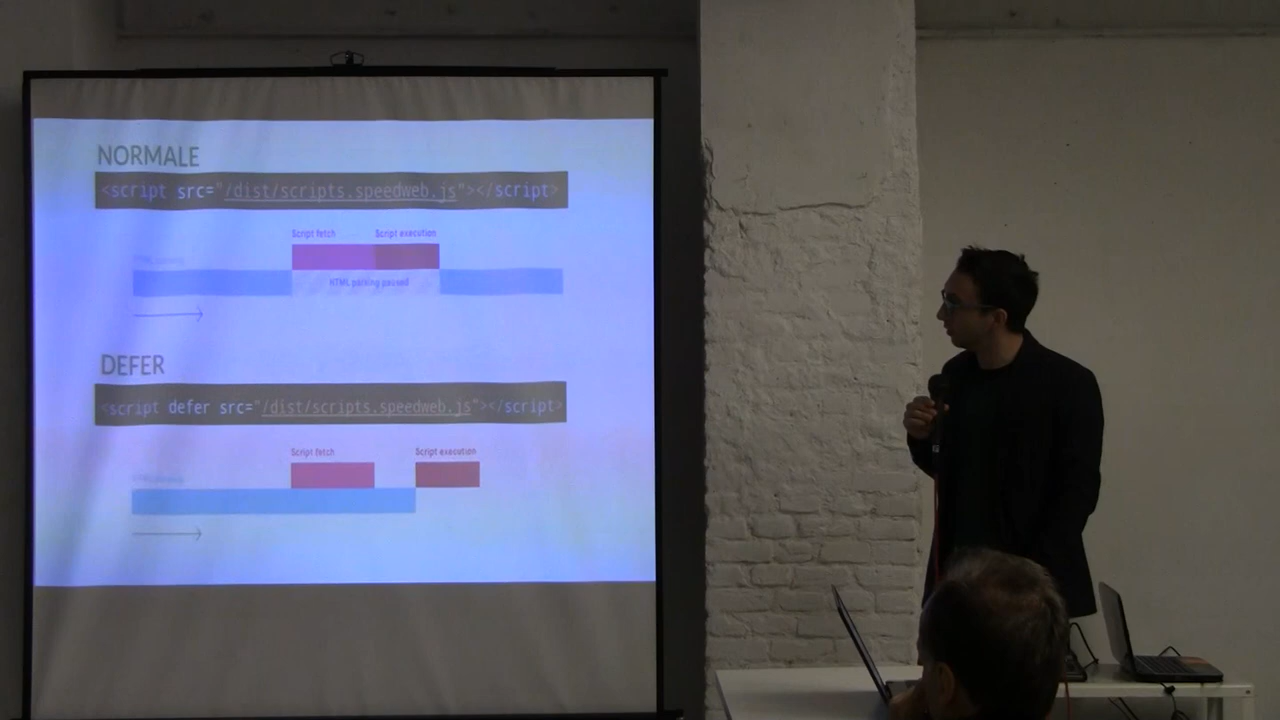 NORMALE
<script src="/dist/scripts.speedweb.js"></script>
Script fetch Script execution
HTML parsing paused
DEFER
<script defer src="/dist/scripts.speedweb.js"></script>
Script fetch Script execution